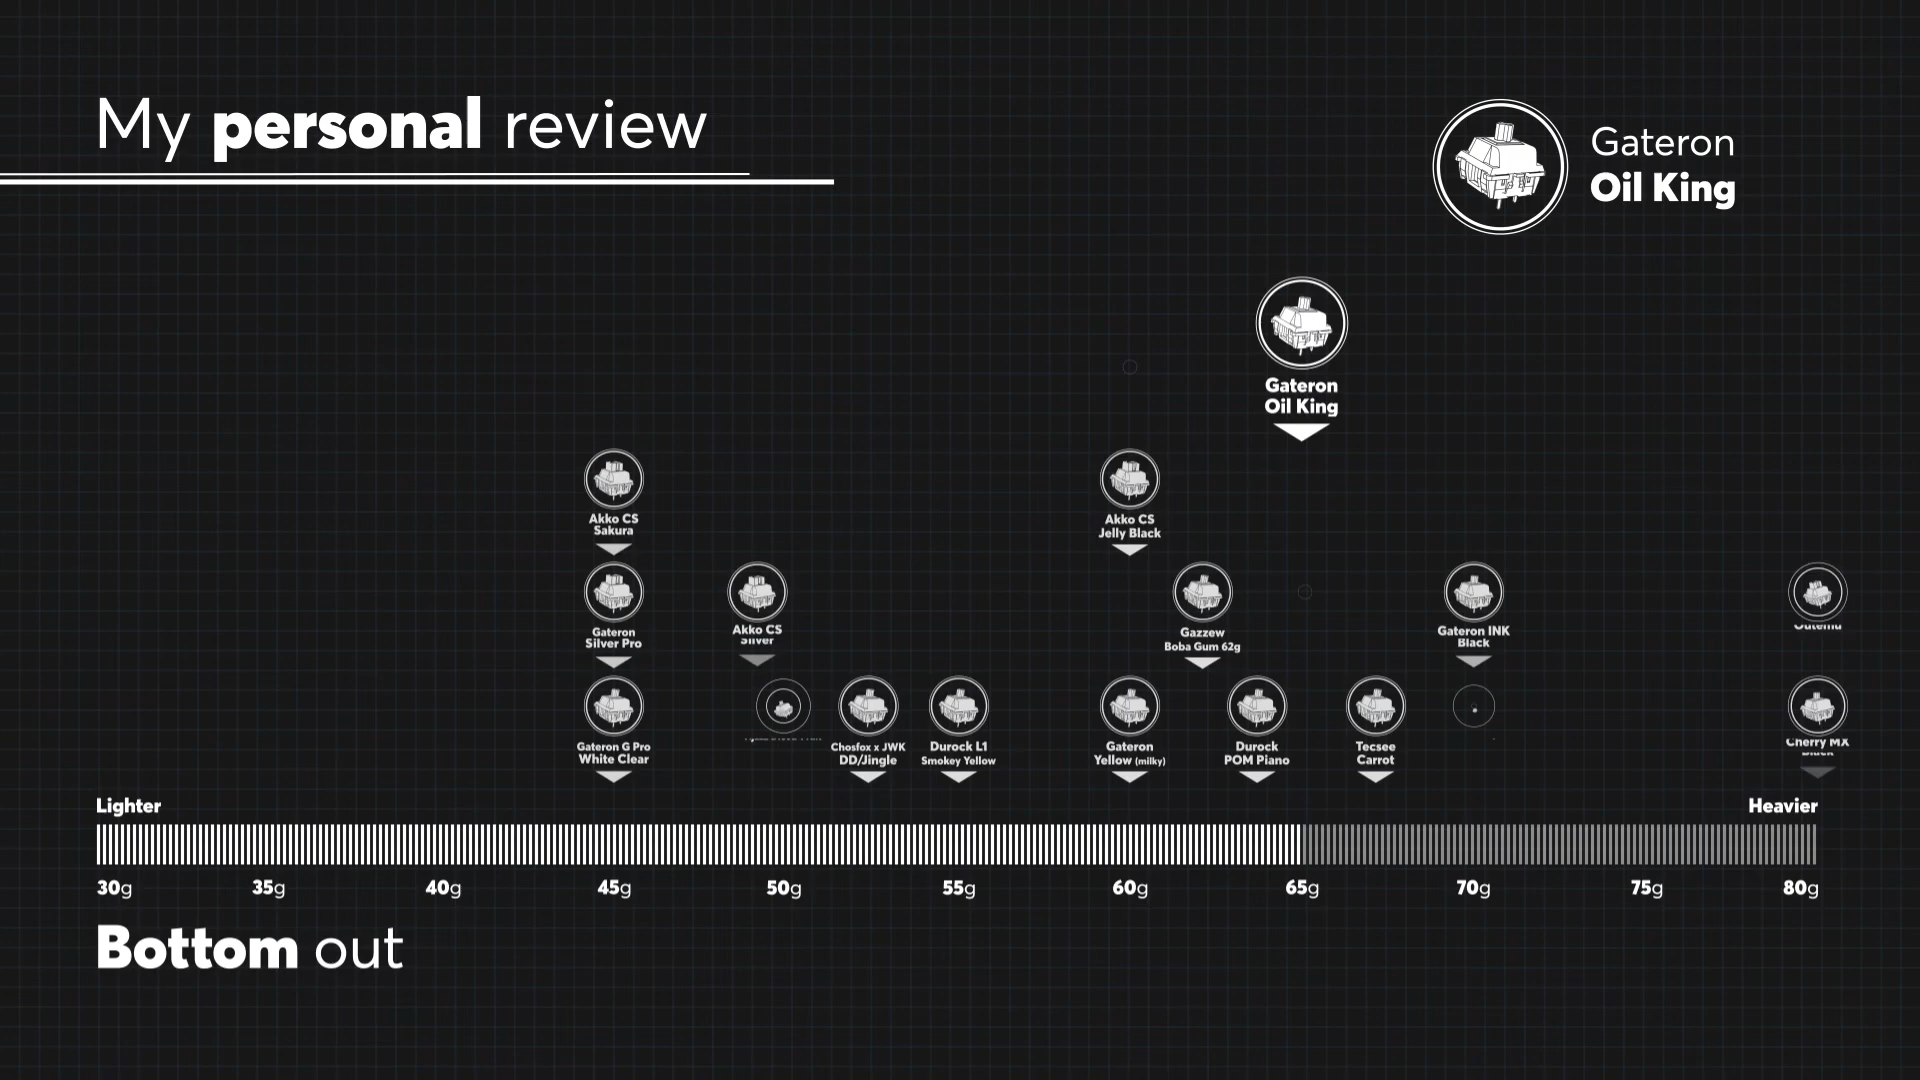 My personal review
Gateron
Oil King
Gateron
Oil King
Akko CS
Sakura
Akko CS
Jelly Black
Gateron
Silver Pro
Akko CS
Silver
Gazzew
Boba Gum 62g
Gateron INK
Black
Outemu
Gateron G Pro
White Clear
Chosfox x JWK
DD/Jingle
Durock L1
Smokey Yellow
Gateron
Yellow (milky)
Durock
POM Piano
Tecsee
Carrot
Cherry MX
Black
Lighter
Heavier
30g 35g 40g 45g 50g 55g 60g 65g 70g 75g 80g
Bottom out